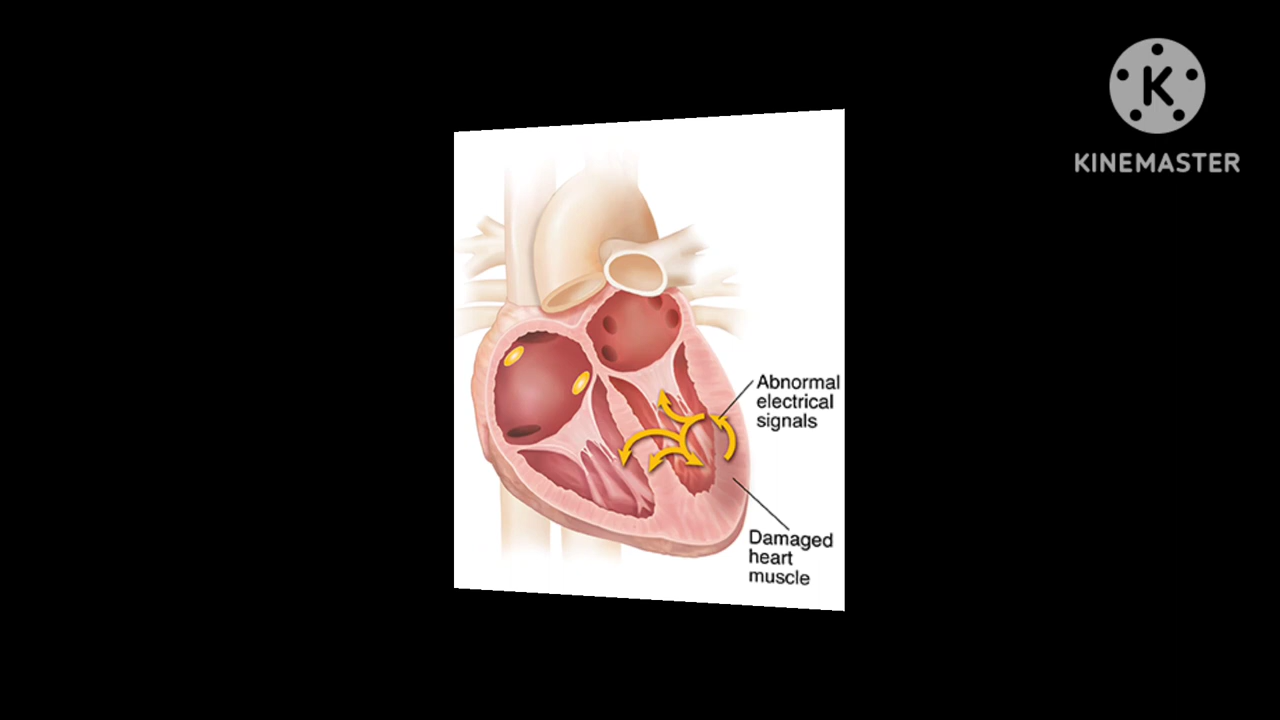 K
KINEMASTER
Abnormal
electrical
signals
Damaged
heart
muscle